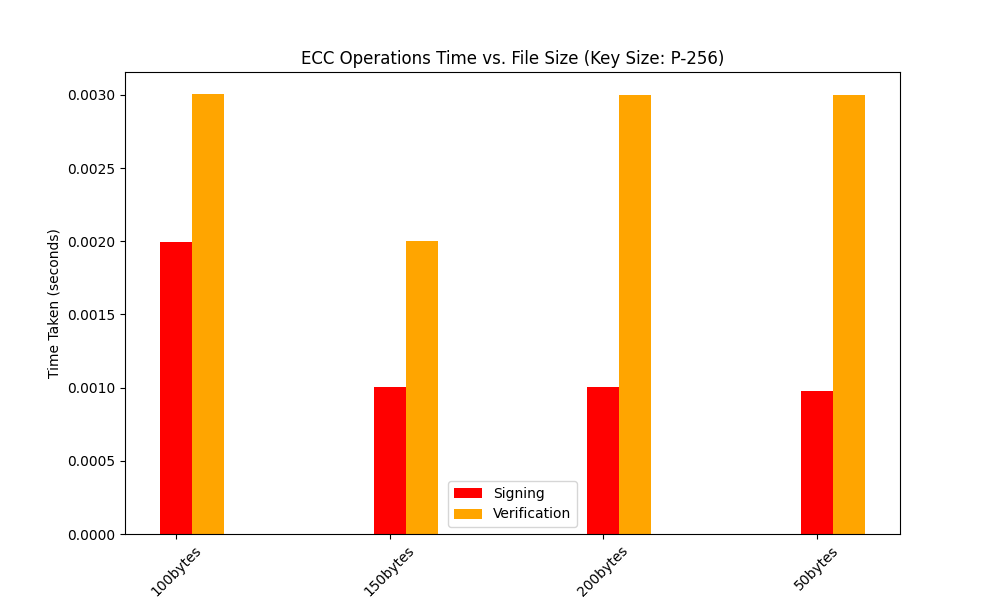 ECC Operations Time vs. File Size (Key Size: P-256)
Time Taken (seconds)
0.0030
0.0025
0.0020
0.0015
0.0010
0.0005
0.0000
Signing
Verification
100bytes
150bytes
200bytes
50bytes